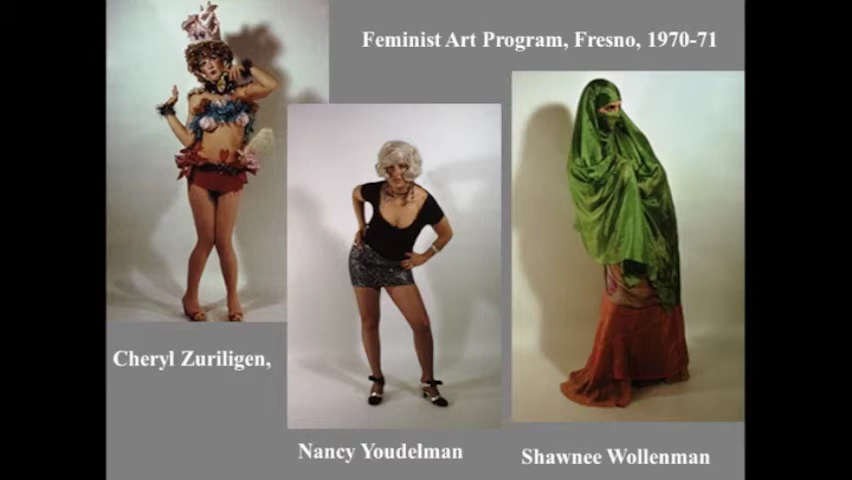 Feminist Art Program, Fresno, 1970-71
Cheryl Zuriligen,
Nancy Youdelman
Shawnee Wollenman